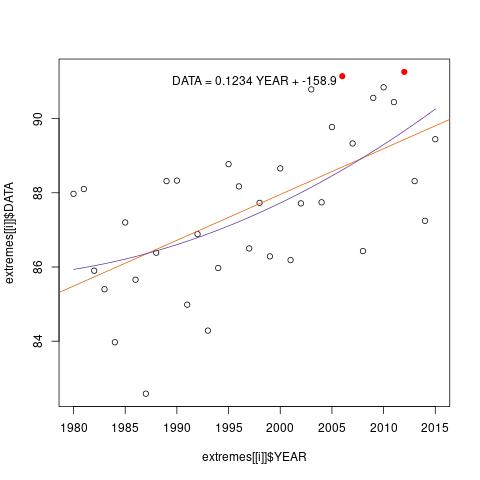 DATA = 0.1234 YEAR + -158.9
90
88
86
84
extremes[[i]]$DATA
1980 1985 1990 1995 2000 2005 2010 2015
extremes[[i]]$YEAR